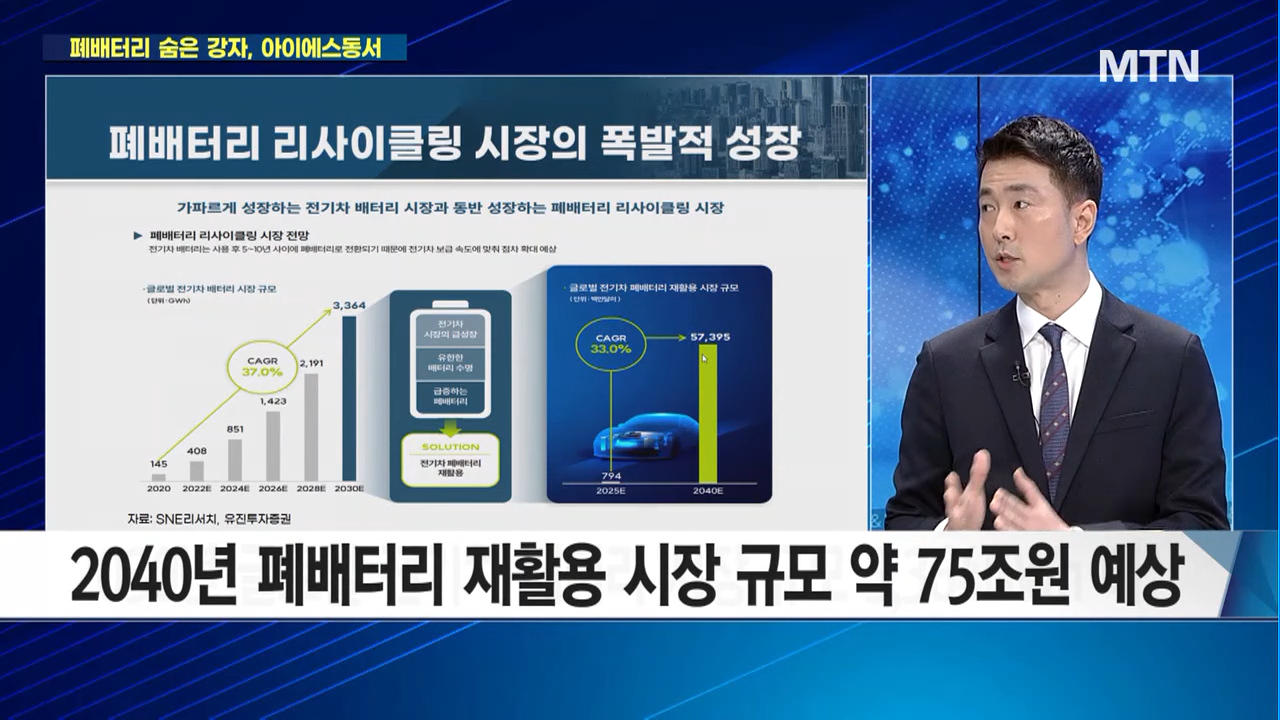 폐배터리 숨은 강자, 아이에스동서
MTN
폐배터리 리사이클링 시장의 폭발적 성장
가파르게 성장하는 전기차 배터리 시장과 동반 성장하는 폐배터리 리사이클링 시장
▶ 폐배터리 리사이클링 시장 전망
전기차 배터리는 사용 후 5~10년 사이에 폐배터리로 전환되기 때문에 전기차 보급 속도에 맞춰 점차 확대 예상
· 글로벌 전기차 배터리 시장 규모
(단위 : GWh)
3,364
2,191
1,423
851
408
145
CAGR
37.0%
2020 2022E 2024E 2026E 2028E 2030E
전기차
시장의 급성장
유한한
배터리 수명
급증하는
폐배터리
SOLUTION
전기차 폐배터리
재활용
· 글로벌 전기차 폐배터리 재활용 시장 규모
(단위 : 백만달러)
CAGR
33.0%
57,395
794
2025E 2040E
자료: SNE리서치, 유진투자증권
2040년 폐배터리 재활용 시장 규모 약 75조원 예상